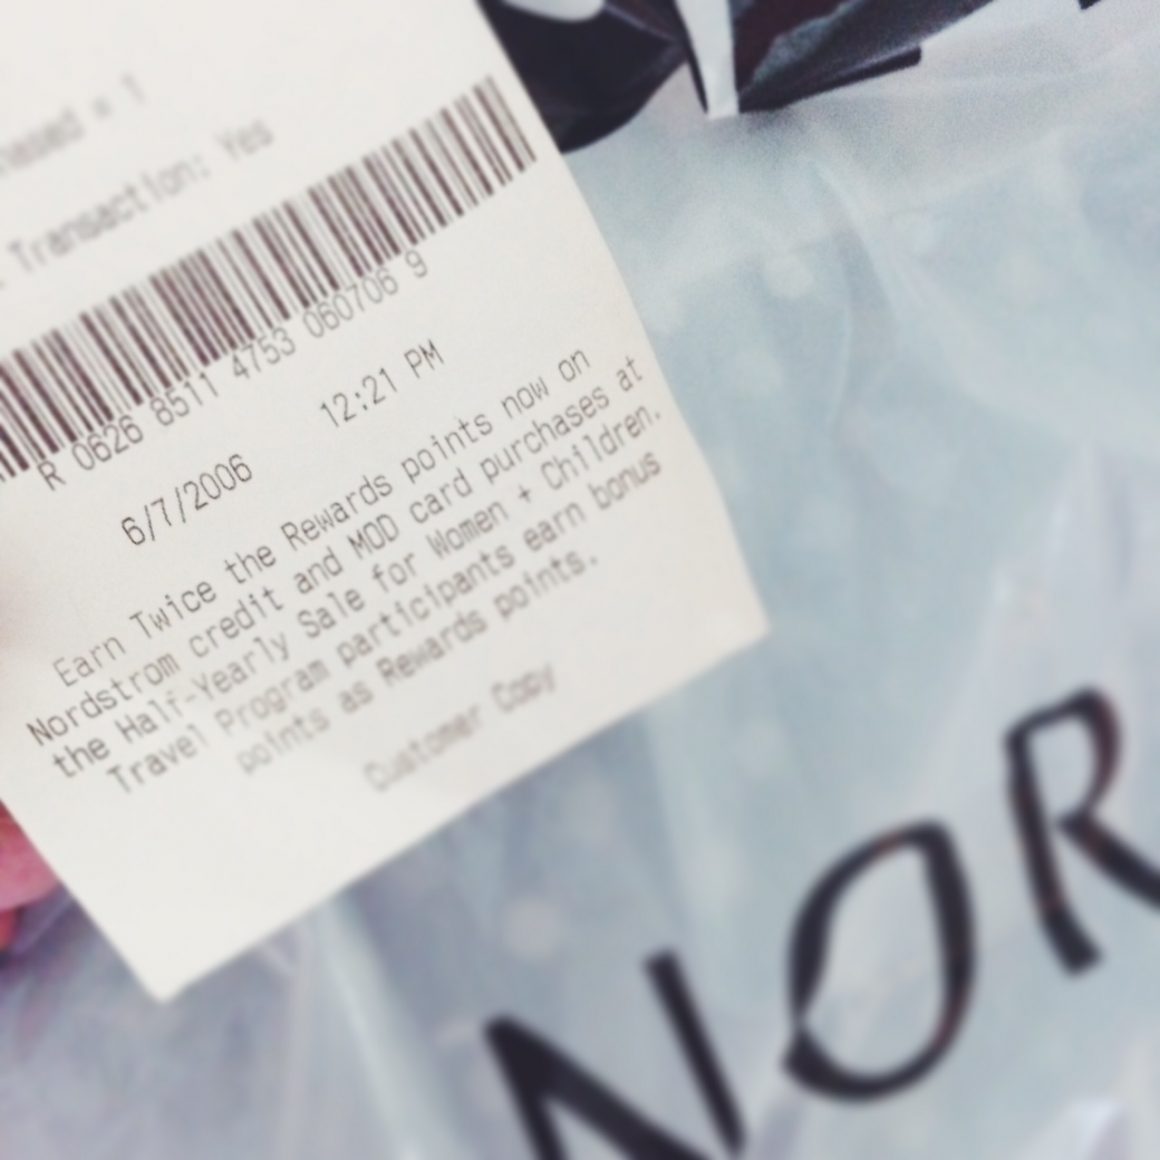 = 1
Transaction: Yes
R 0626 8511 4753 060706 9
6/7/2006 12:21 PM
Earn Twice the Rewards points now on
Nordstrom credit and MOD card purchases at
the Half-Yearly Sale for Women + Children.
Travel Program participants earn bonus
points as Rewards points.
Customer Copy
NOR